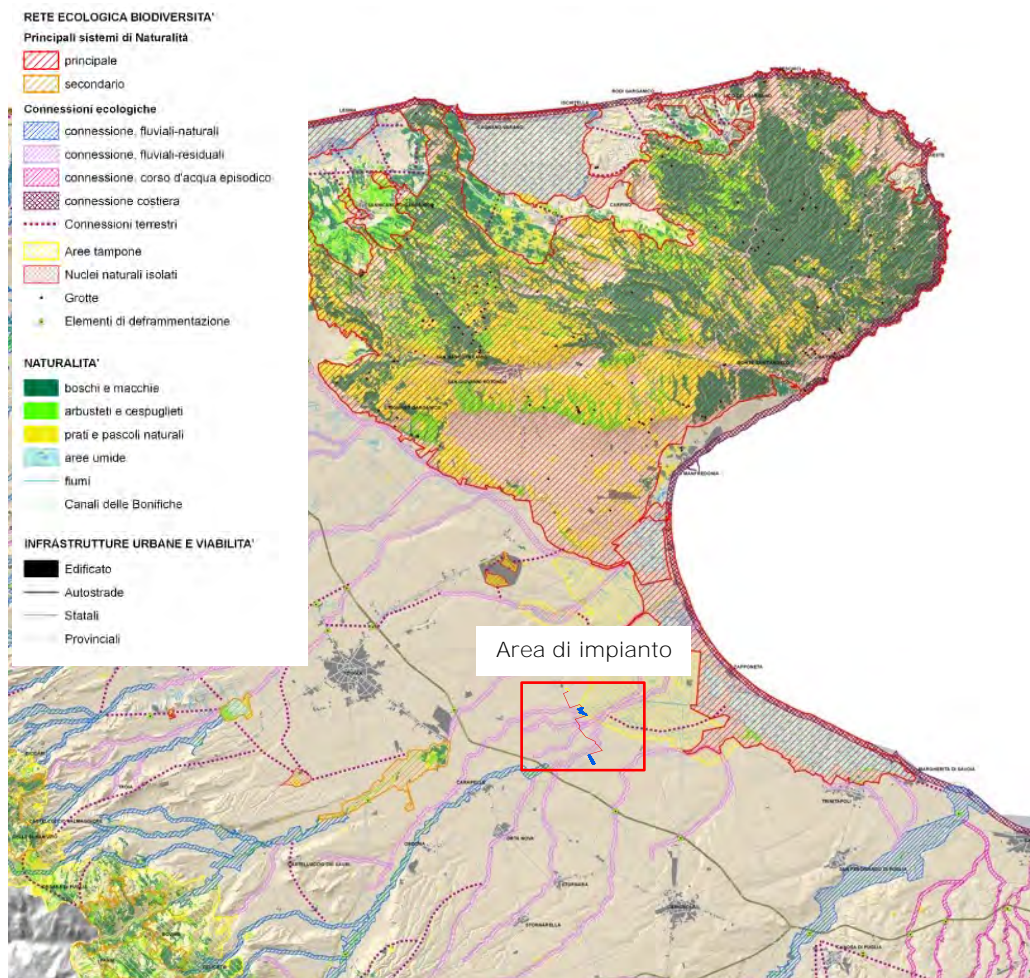 RETE ECOLOGICA BIODIVERSITA'
Principali sistemi di Naturalità
principale
secondario
Connessioni ecologiche
connessione, fluviali-naturali
connessione, fluviali-residuali
connessione, corso d'acqua episodico
connessione costiera
Connessioni terrestri
Aree tampone
Nuclei naturali isolati
Grotte
Elementi di deframmentazione
NATURALITA'
boschi e macchie
arbusteti e cespuglieti
prati e pascoli naturali
aree umide
fiumi
Canali delle Bonifiche
INFRASTRUTTURE URBANE E VIABILITA'
Edificato
Autostrade
Statali
Provinciali
LESINA
ISCHITELLA
RODI GARGANICO
CARPINO
MANFREDONIA
Area di impianto
ZAPPONETA
MARGHERITA DI SAVOIA
TRINITAPOLI
CARAPELLE
ORTA NOVA
ORDONA
STORNARA
STORNARELLA